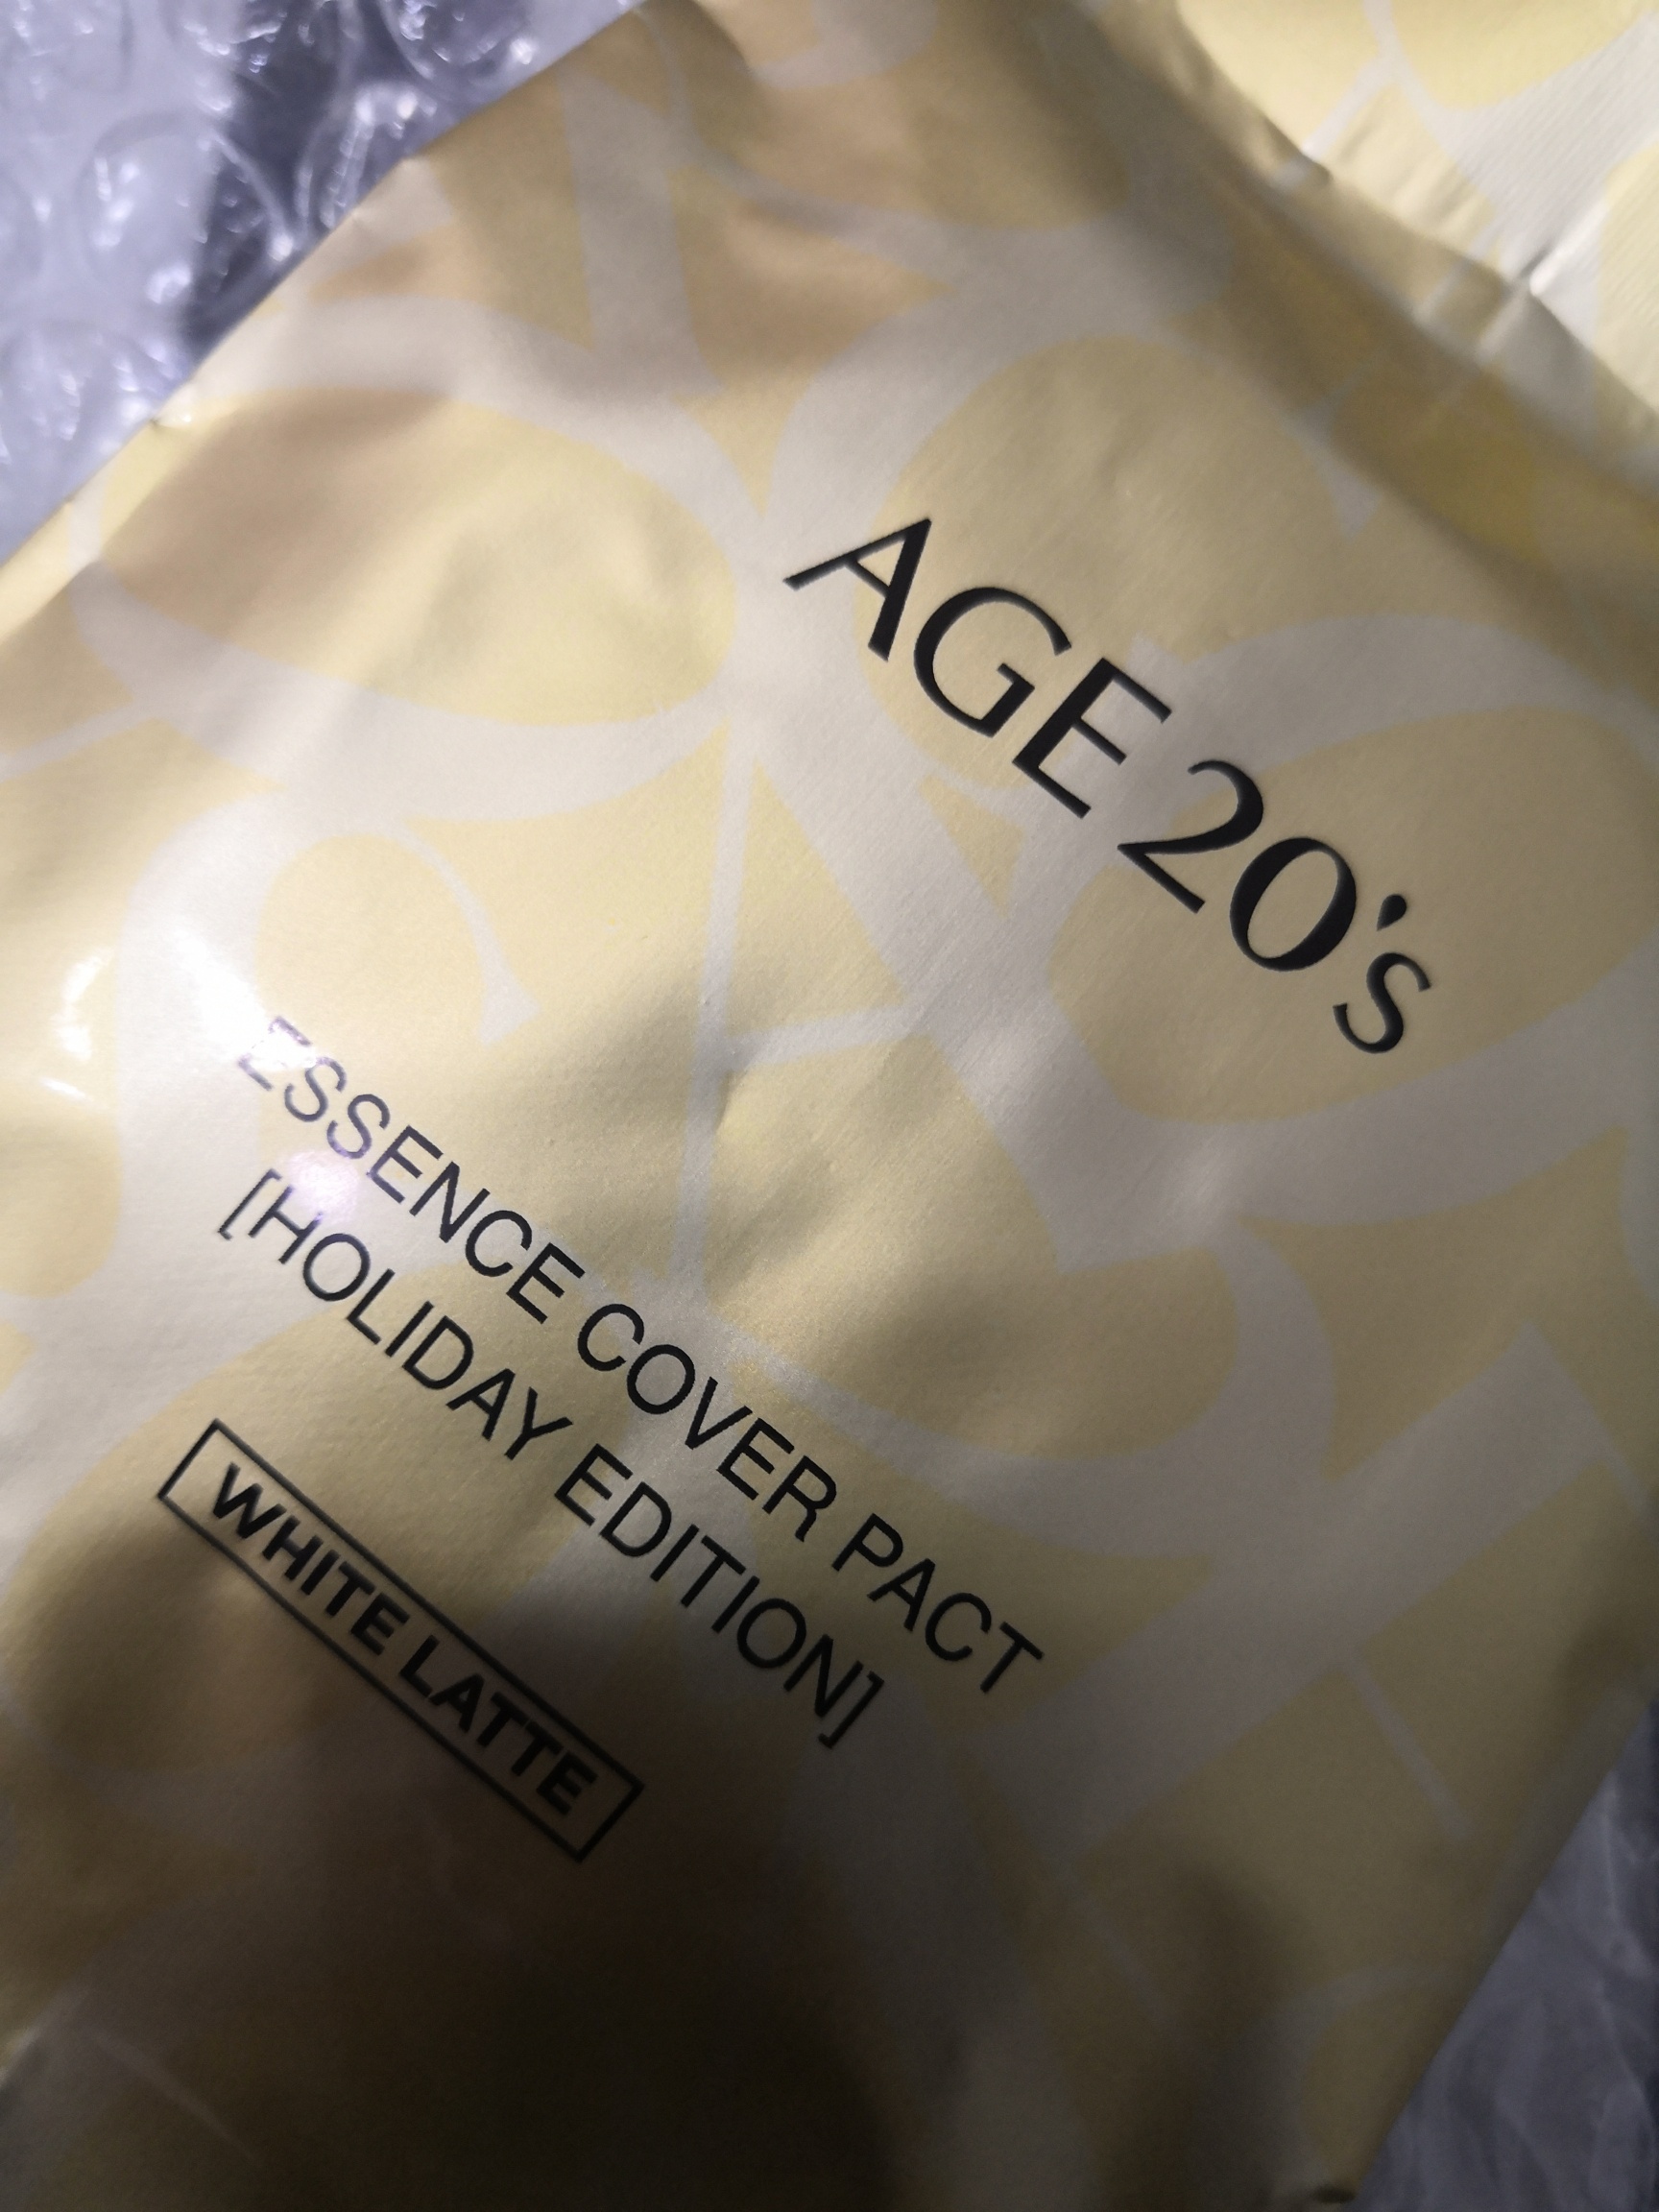 AGE 20's
ESSENCE COVER PACT
[HOLIDAY EDITION]
WHITE LATTE